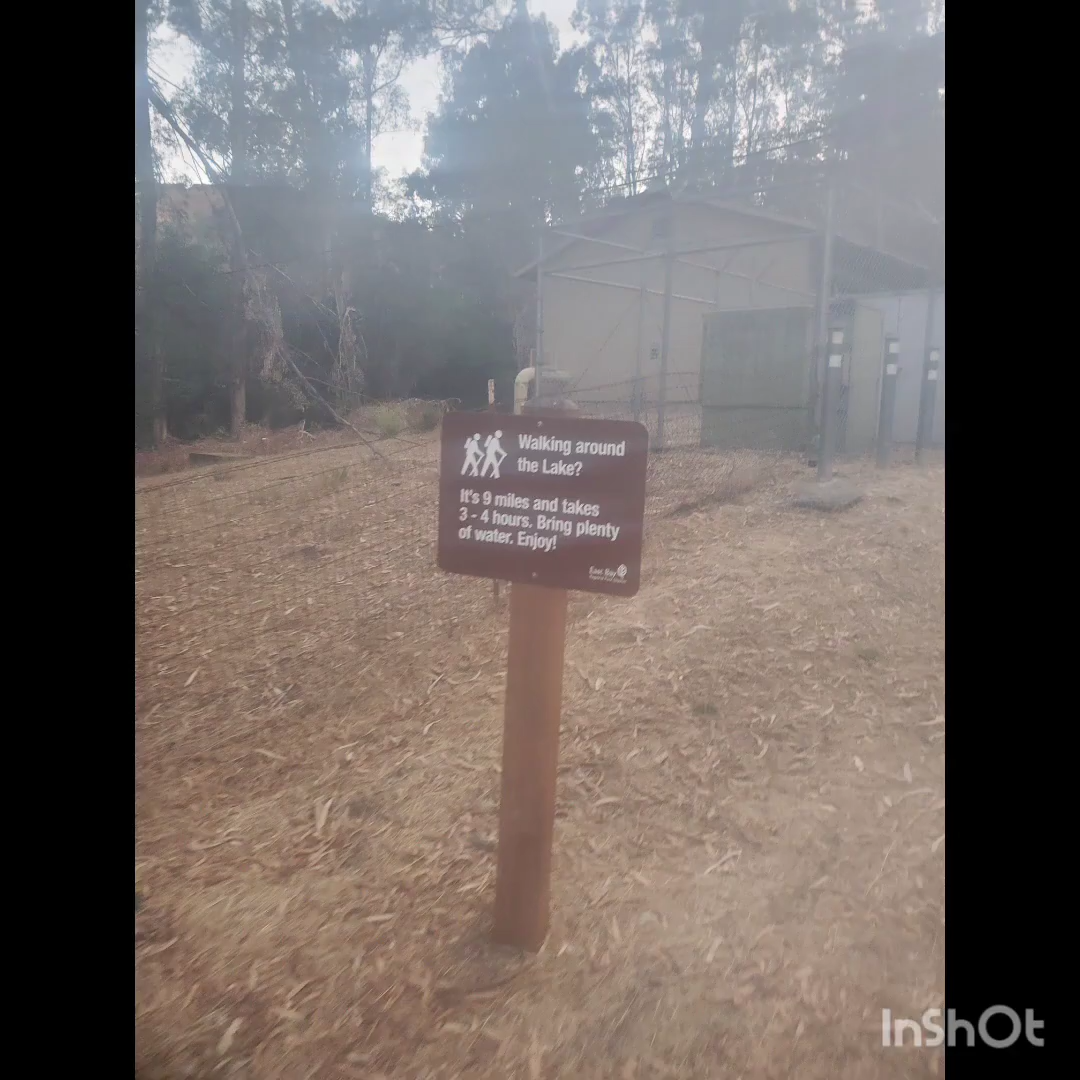 Walking around
the Lake?
It's 9 miles and takes
3 - 4 hours. Bring plenty
of water. Enjoy!
East Bay
InShOt